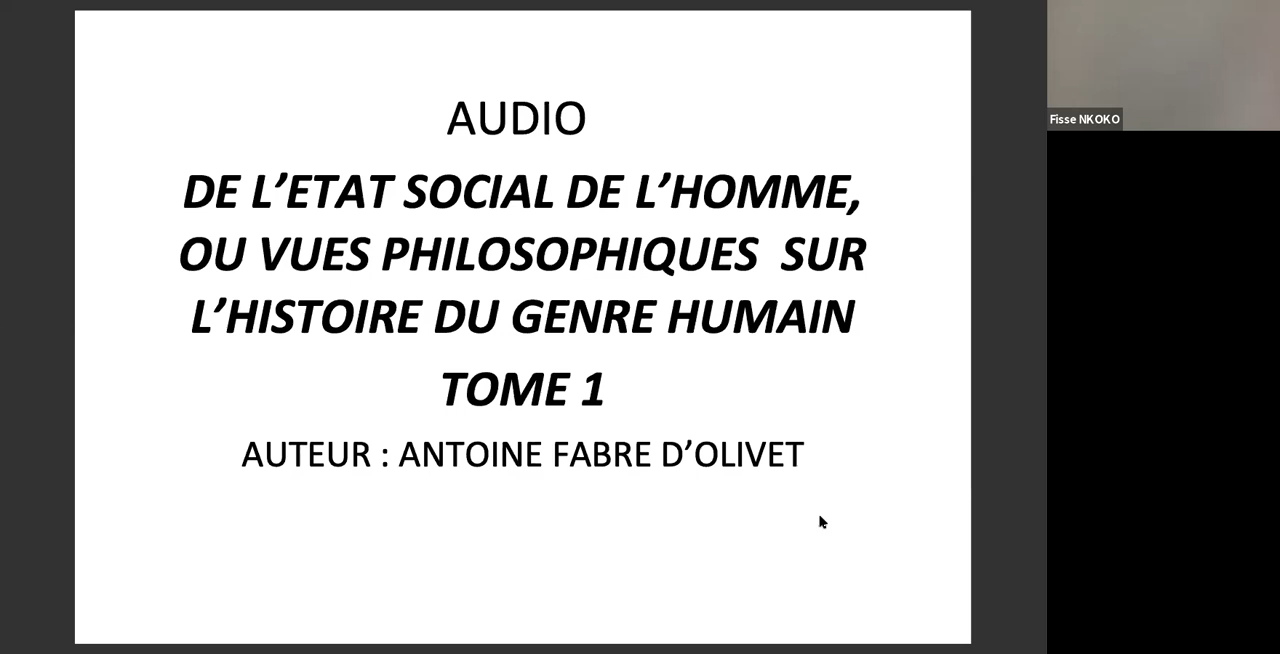 AUDIO
DE L’ETAT SOCIAL DE L’HOMME,
OU VUES PHILOSOPHIQUES SUR
L’HISTOIRE DU GENRE HUMAIN
TOME 1
AUTEUR : ANTOINE FABRE D’OLIVET
Fisse NKOKO